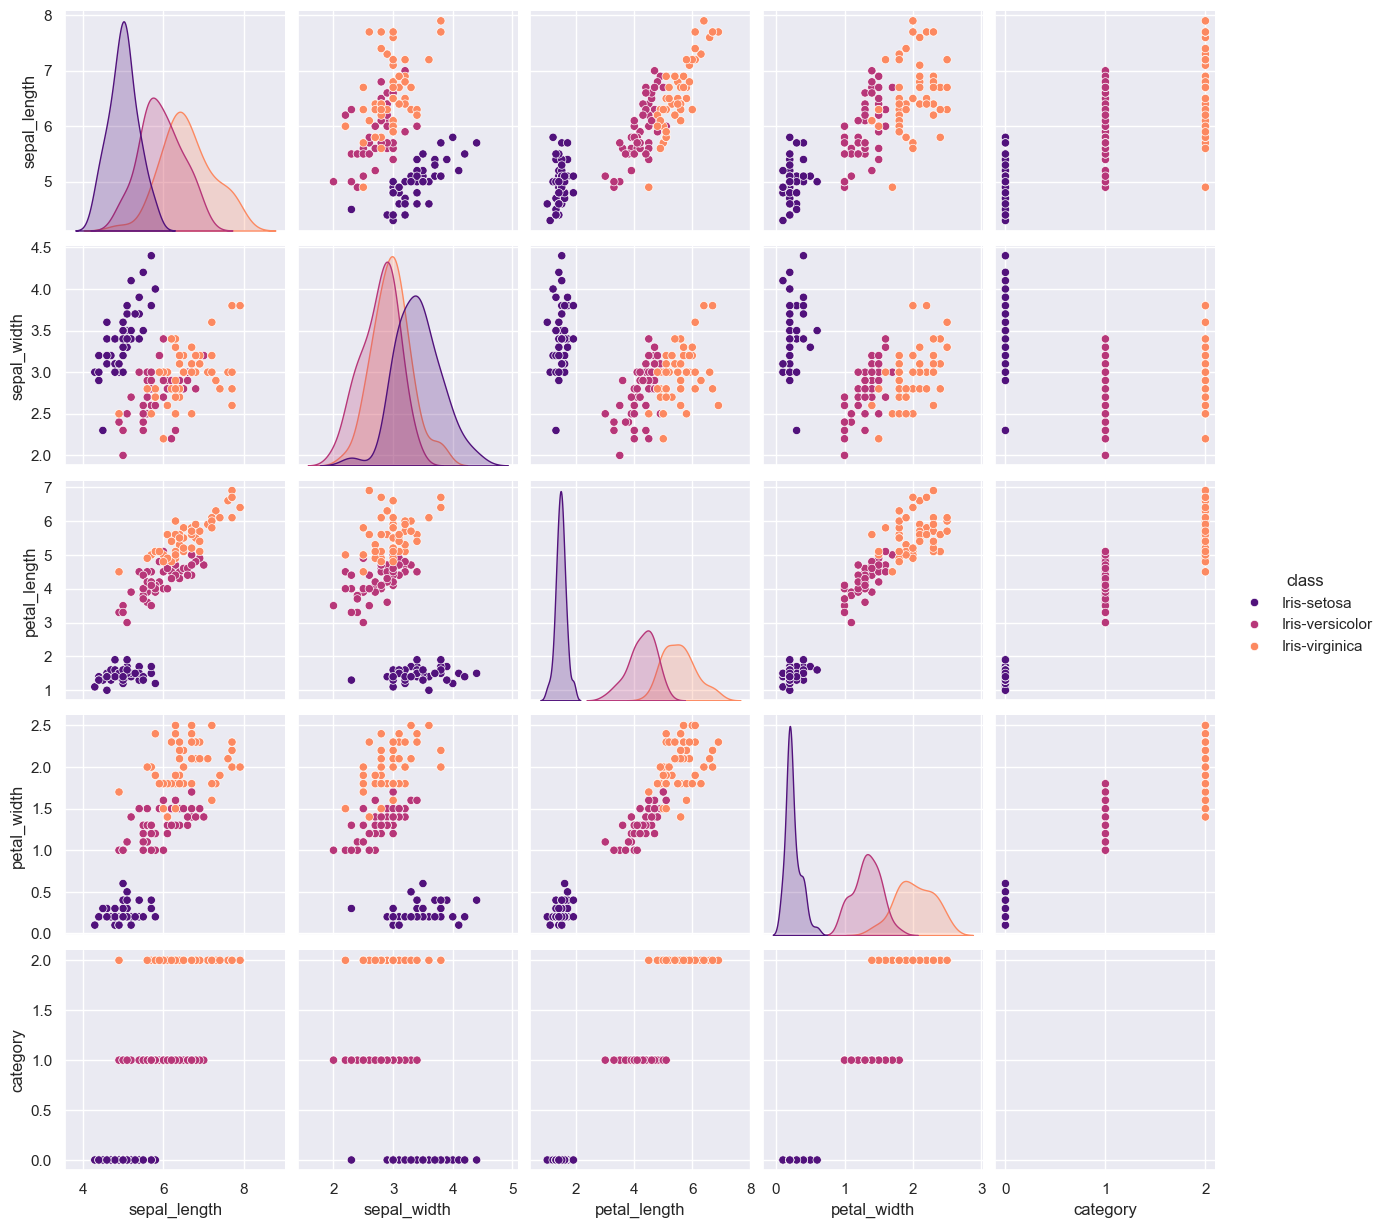 8
7
6
5
sepal_length
4.5
4.0
3.5
3.0
2.5
2.0
sepal_width
7
6
5
4
3
2
1
petal_length
class
Iris-setosa
Iris-versicolor
Iris-virginica
2.5
2.0
1.5
1.0
0.5
0.0
petal_width
2.0
1.5
1.0
0.5
0.0
category
4 6 8 2 3 4 5 2 4 6 8 0 1 2 3 0 1 2
sepal_length sepal_width petal_length petal_width category